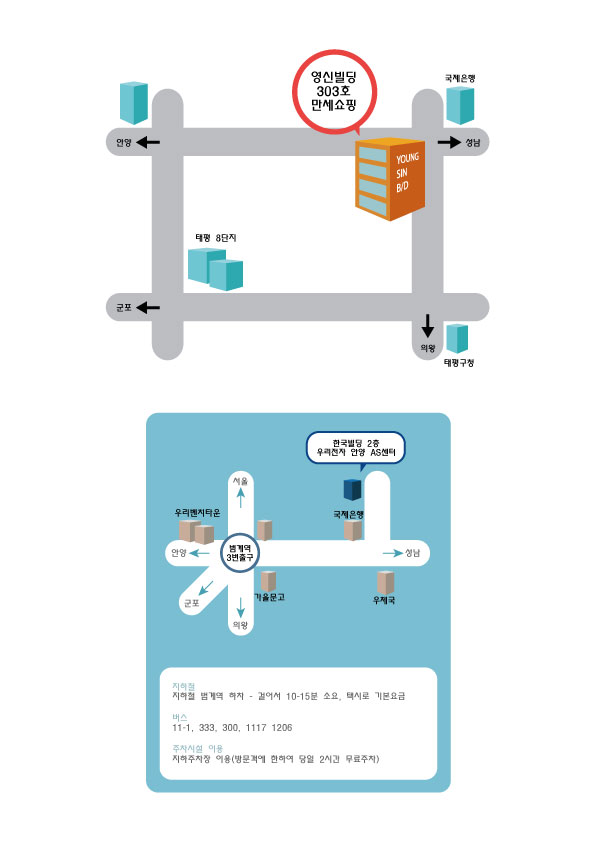 영신빌딩
303호
만세쇼핑
국제은행
안양
성남
YOUNG
SIN
B/D
태평 8단지
군포
의왕
태평구청
한국빌딩 2층
우리전자 안양 AS센터
서울
우리벤치타운
국제은행
안양
범계역
3번출구
성남
군포
가을문고
우체국
의왕
지하철
지하철 범계역 하차 - 걸어서 10-15분 소요, 택시로 기본요금
버스
11-1, 333, 300, 1117 1206
주차시설 이용
지하주차장 이용(방문객에 한하여 당일 2시간 무료주차)